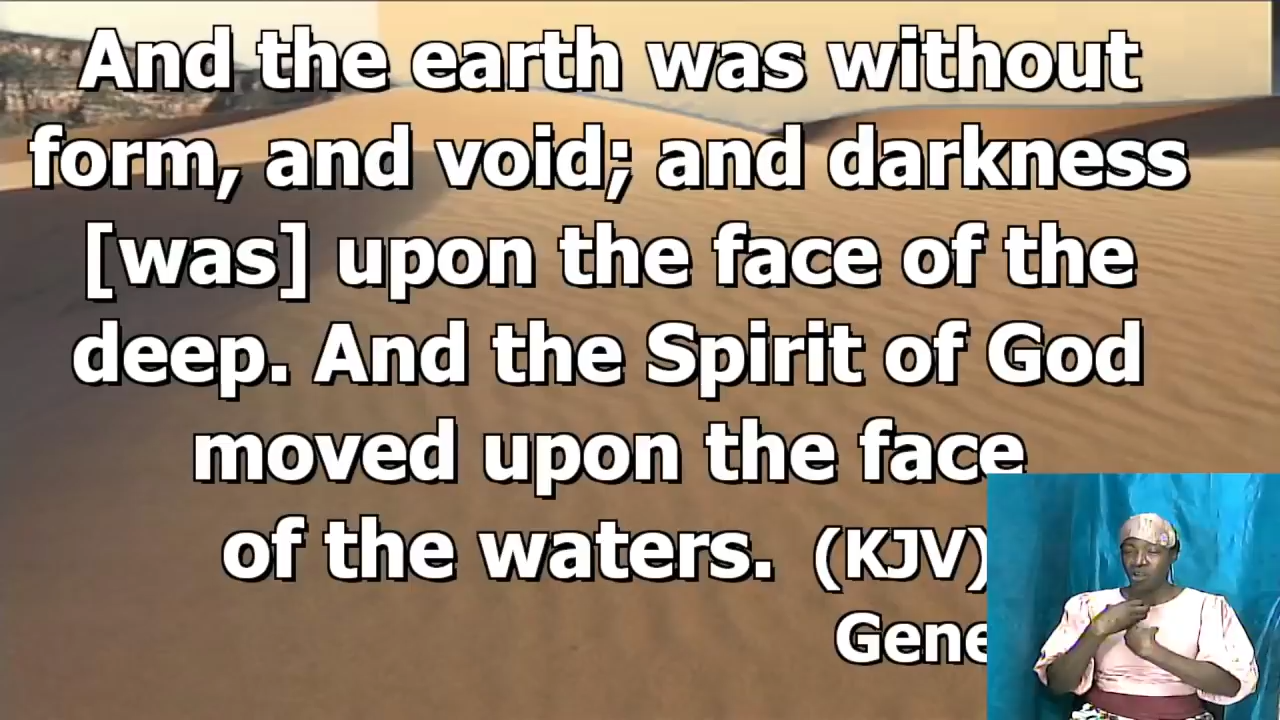 And the earth was without
form, and void; and darkness
[was] upon the face of the
deep. And the Spirit of God
moved upon the face
of the waters. (KJV)
Gene